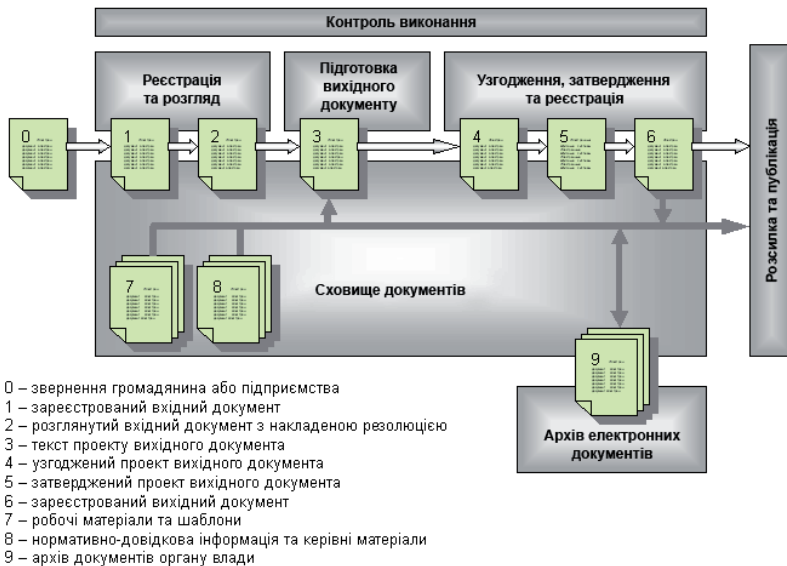 Контроль виконання
Реєстрація
та розгляд
Підготовка
вихідного
документу
Узгодження, затвердження
та реєстрація
Розсилка та публікація
0
1
2
3
4
5
6
7
8
Сховище документів
9
Архів електронних
документів
0 – звернення громадянина або підприємства
1 – зареєстрований вхідний документ
2 – розглянутий вхідний документ з накладеною резолюцією
3 – текст проекту вихідного документа
4 – узгоджений проект вихідного документа
5 – затверджений проект вихідного документа
6 – зареєстрований вихідний документ
7 – робочі матеріали та шаблони
8 – нормативно-довідкова інформація та керівні матеріали
9 – архів документів органу влади